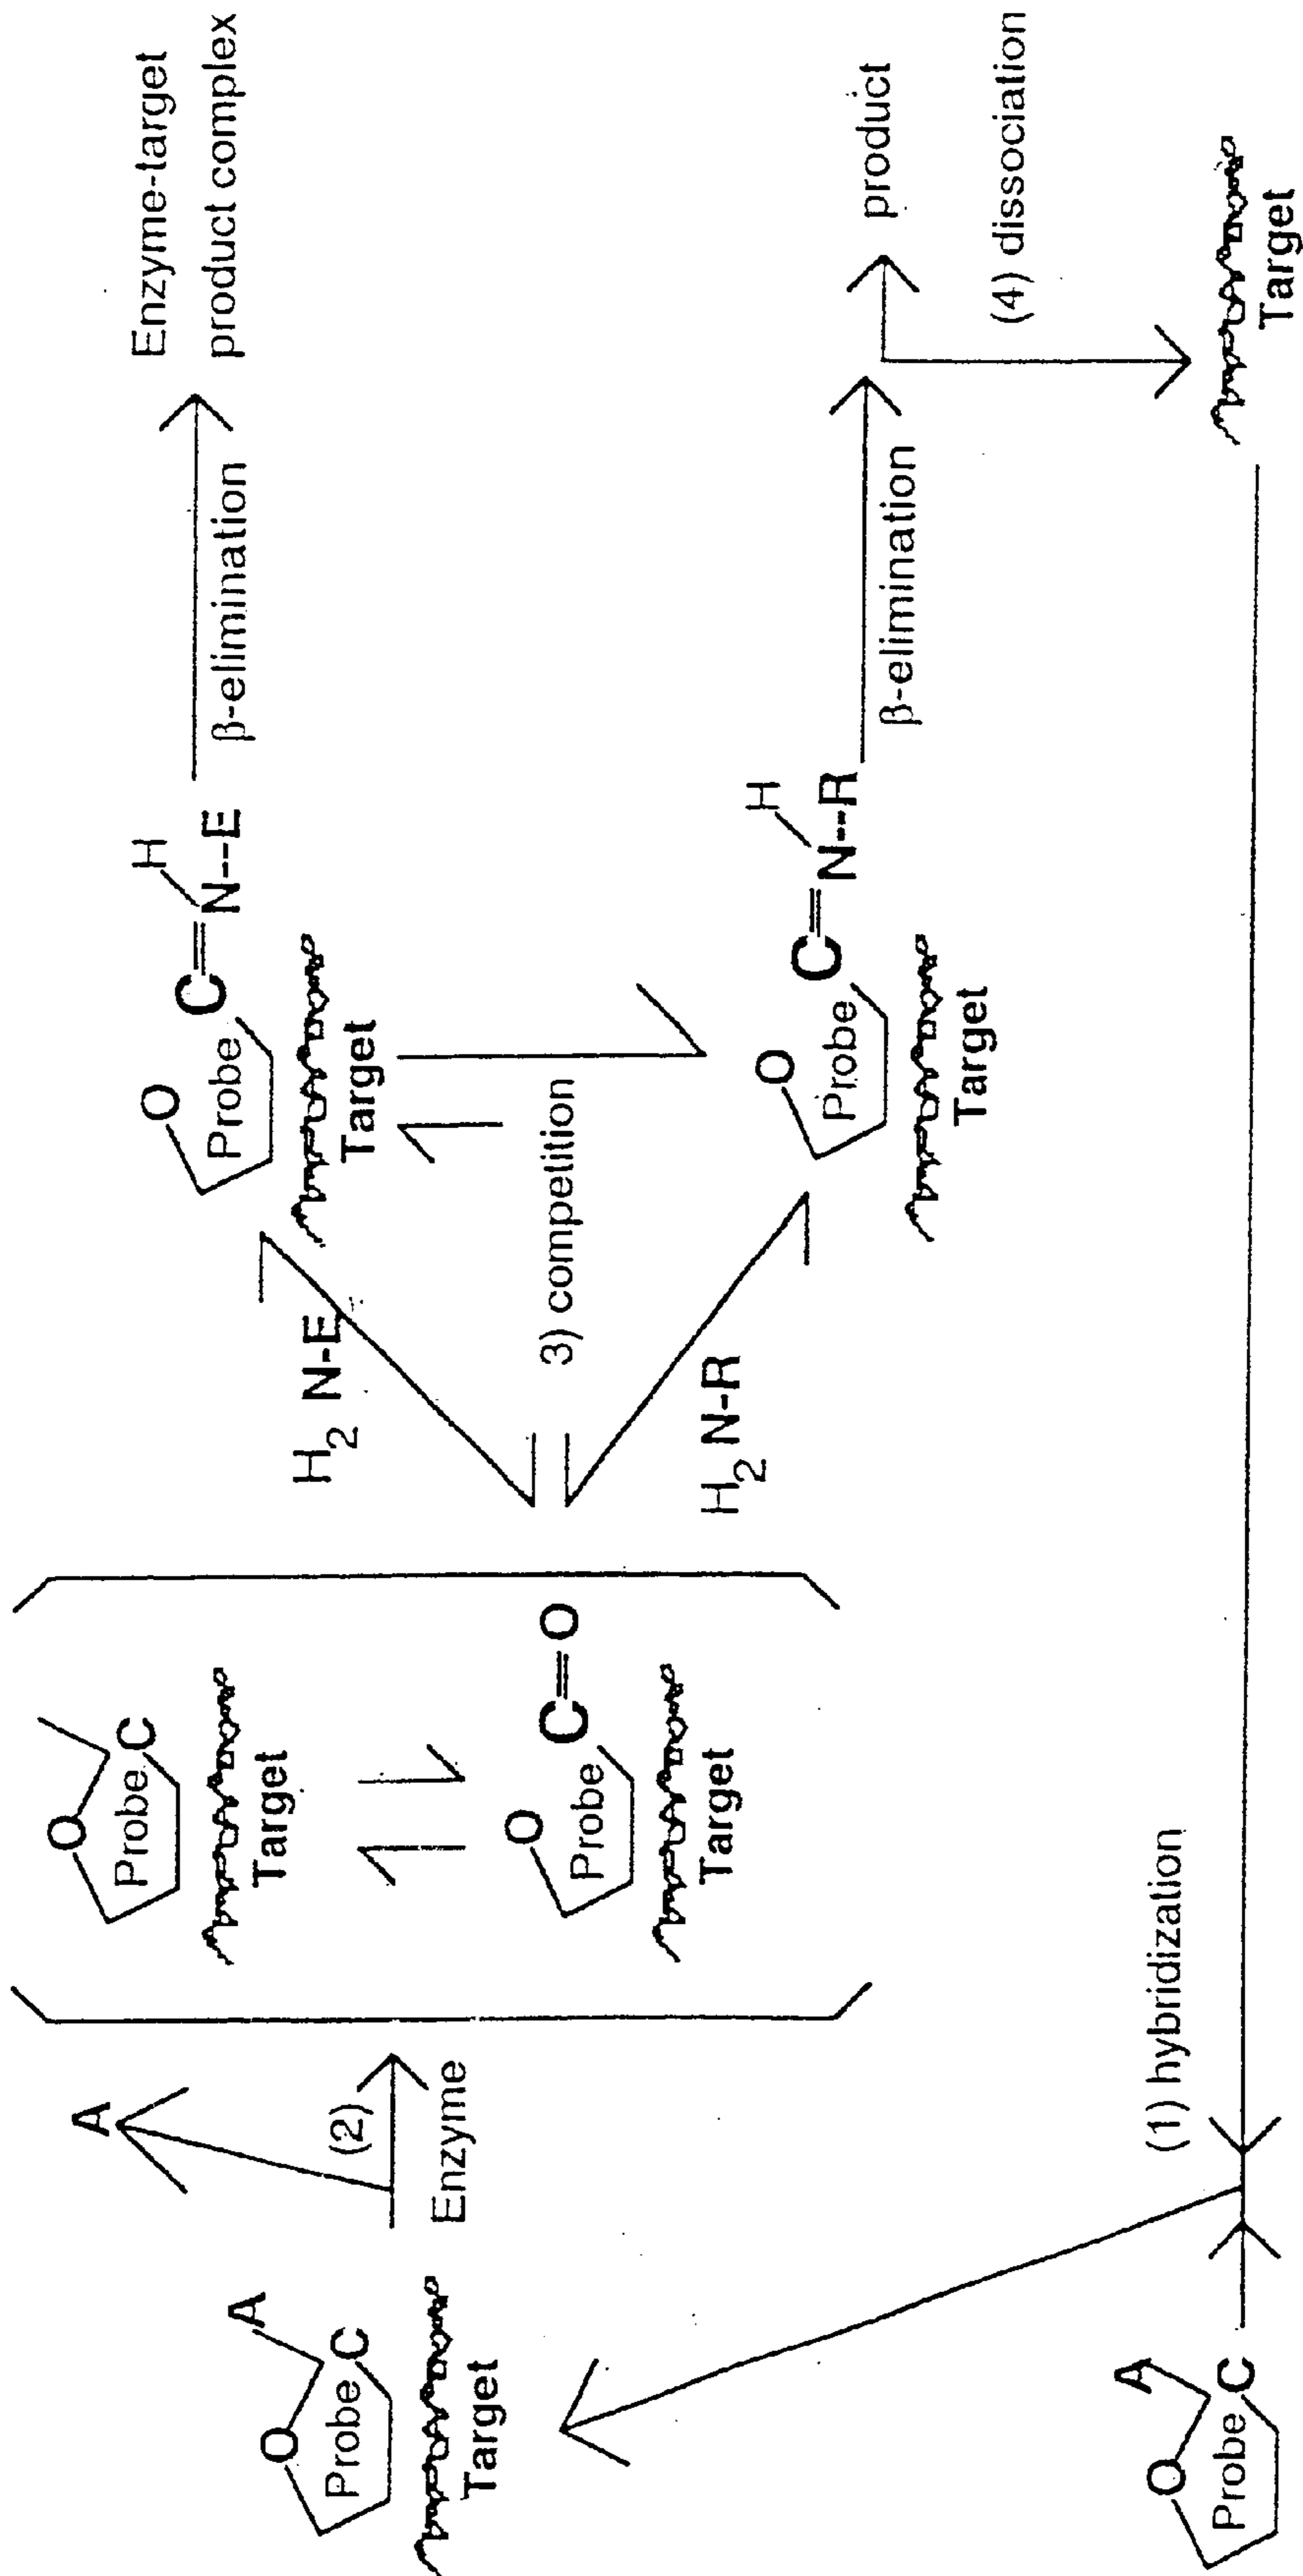 A
O
A
Probe C
Target
(2)
Enzyme
O
Probe C
Target
O
C=O
Probe
Target
H2 N-E
3) competition
H2 N-R
O
H
C=N--E
Probe
Target
β-elimination
Enzyme-target
product complex
O
H
C=N--R
Probe
Target
β-elimination
product
(4) dissociation
Target
A
O
Probe C
(1) hybridization